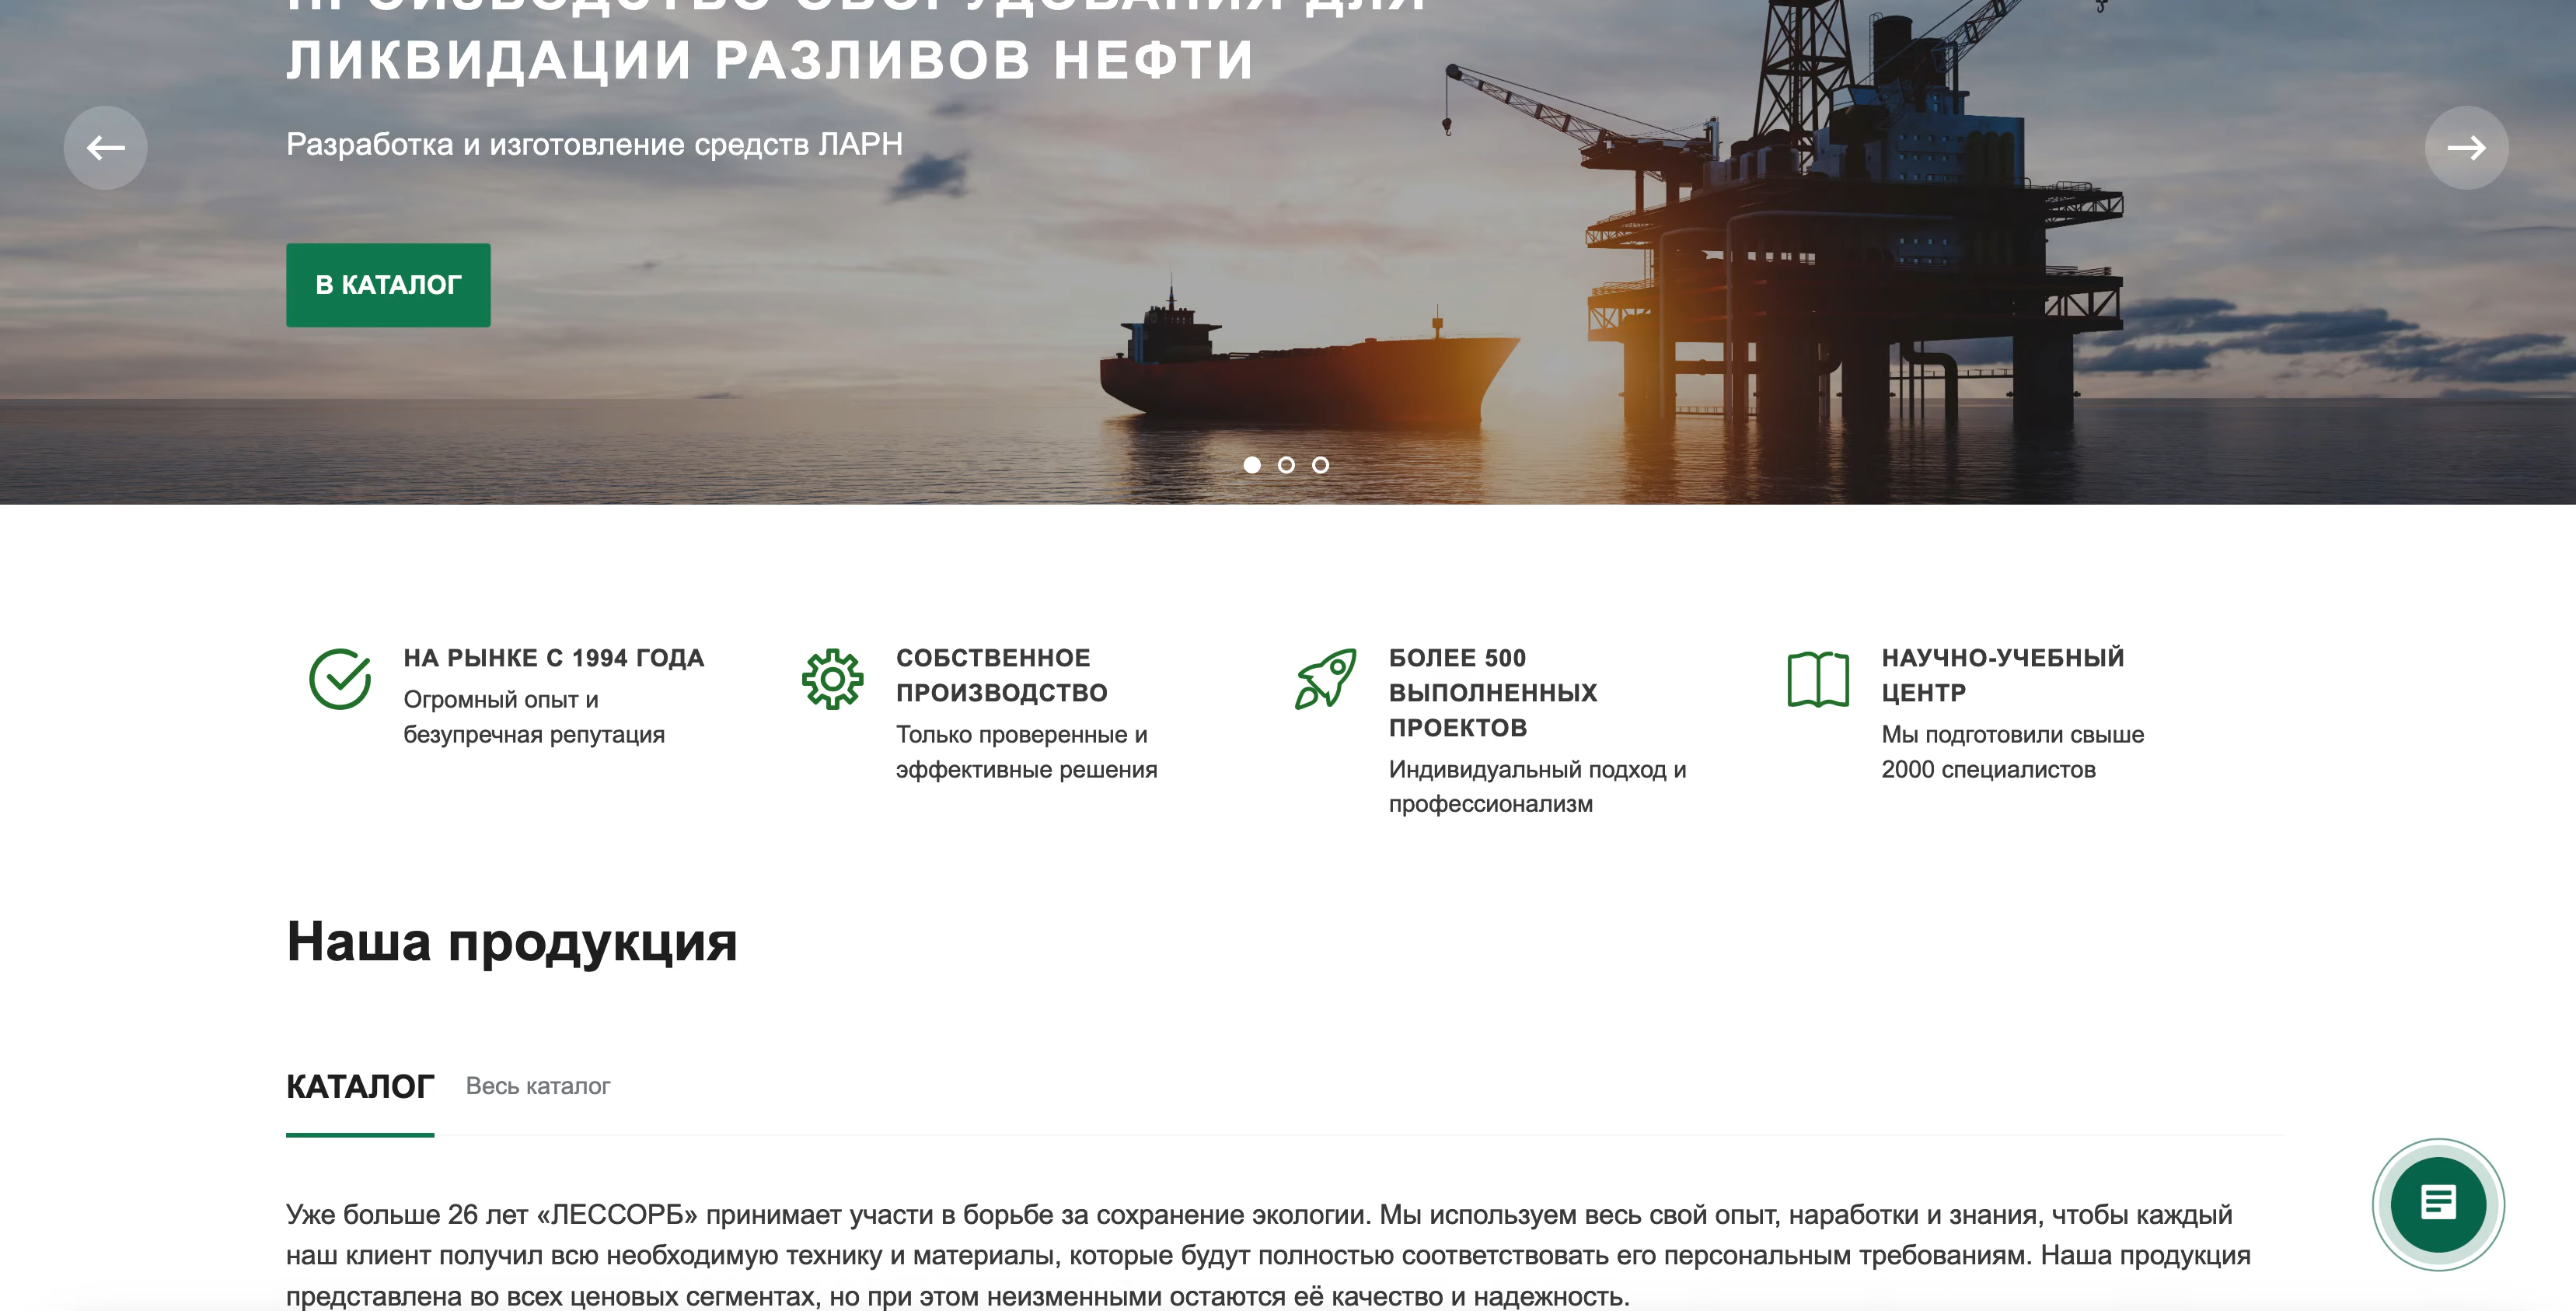 ПРОИЗВОДСТВО ОБОРУДОВАНИЯ ДЛЯ
ЛИКВИДАЦИИ РАЗЛИВОВ НЕФТИ
Разработка и изготовление средств ЛАРН
В КАТАЛОГ
НА РЫНКЕ С 1994 ГОДА
Огромный опыт и
безупречная репутация
СОБСТВЕННОЕ
ПРОИЗВОДСТВО
Только проверенные и
эффективные решения
БОЛЕЕ 500
ВЫПОЛНЕННЫХ
ПРОЕКТОВ
Индивидуальный подход и
профессионализм
НАУЧНО-УЧЕБНЫЙ
ЦЕНТР
Мы подготовили свыше
2000 специалистов
Наша продукция
КАТАЛОГ
Весь каталог
Уже больше 26 лет «ЛЕССОРБ» принимает участи в борьбе за сохранение экологии. Мы используем весь свой опыт, наработки и знания, чтобы каждый
наш клиент получил всю необходимую технику и материалы, которые будут полностью соответствовать его персональным требованиям. Наша продукция
представлена во всех ценовых сегментах, но при этом неизменными остаются её качество и надежность.